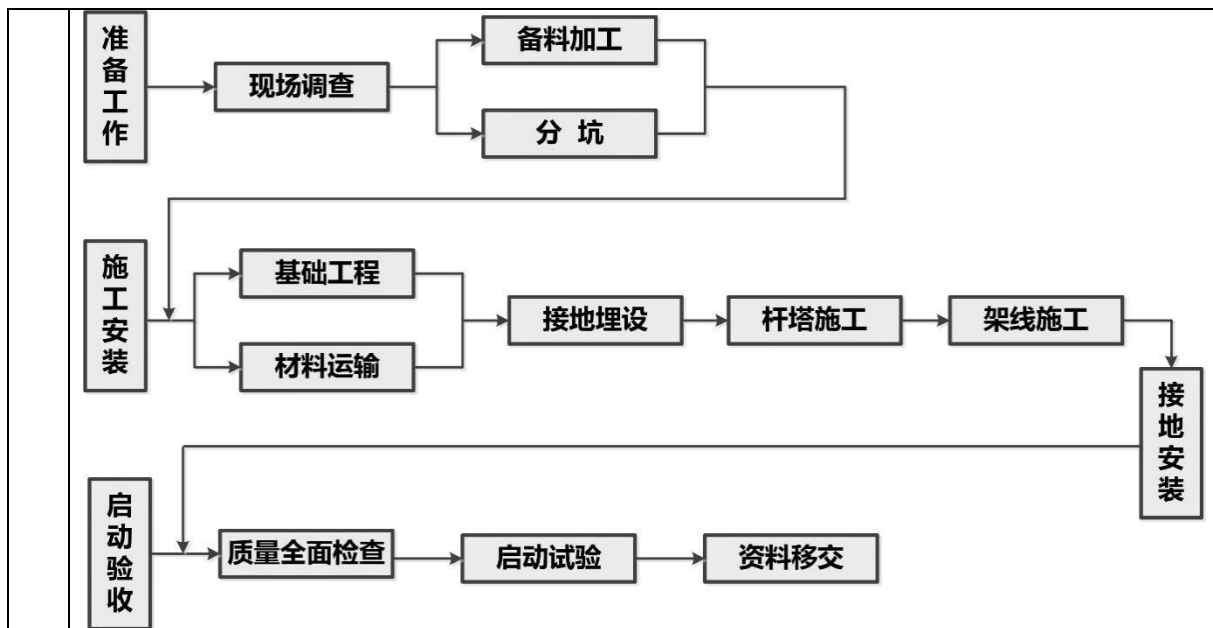 准备工作
现场调查
备料加工
分 坑
施工安装
基础工程
材料运输
接地埋设
杆塔施工
架线施工
接地安装
启动验收
质量全面检查
启动试验
资料移交